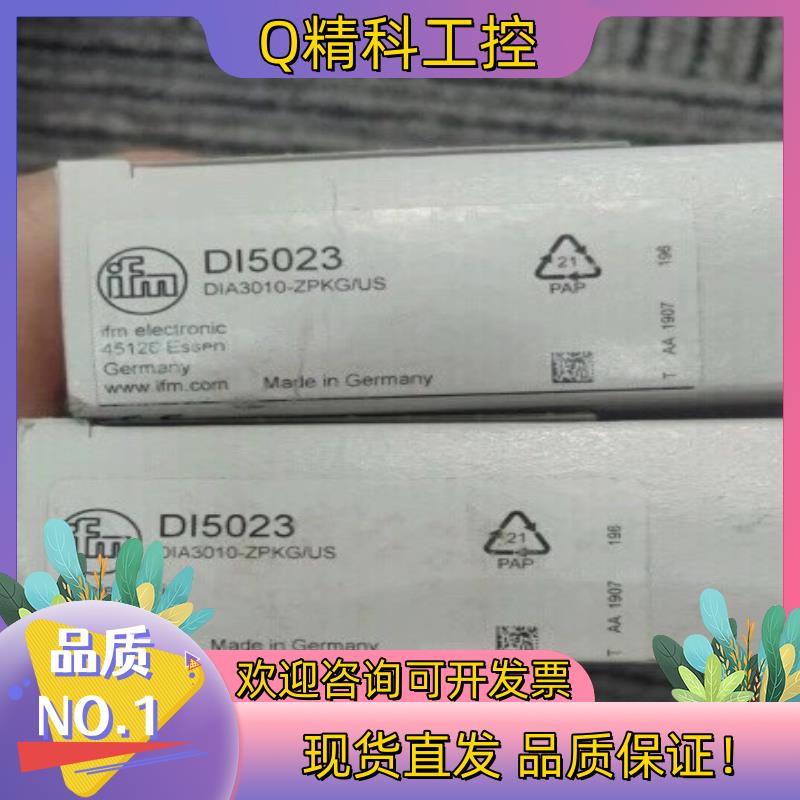 Q精科工控
ifm
DI5023
DIA3010-ZPKG/US
ifm electronic
45128 Essen
Germany
www.ifm.com
Made in Germany
21
PAP
T AA 1907 196
ifm
DI5023
DIA3010-ZPKG/US
Made in Germany
21
PAP
T AA 1907 196
品质
NO.1
欢迎咨询可开发票
现货直发 品质保证!